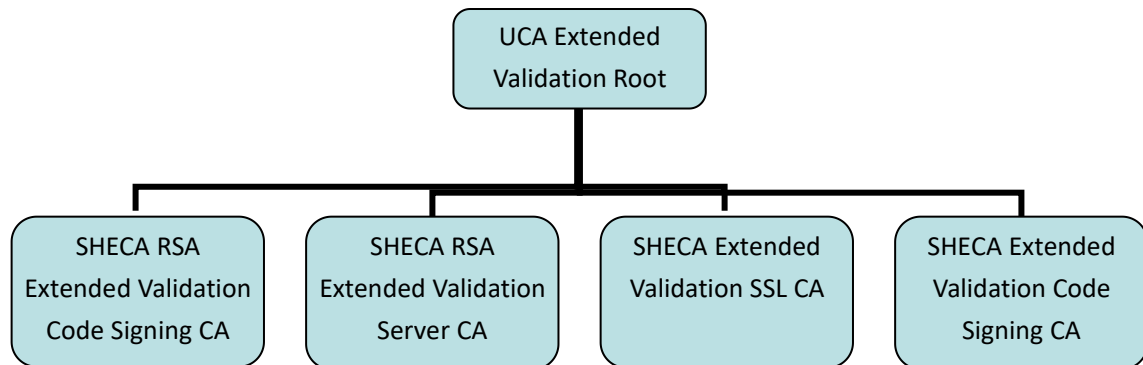 UCA Extended
Validation Root
SHECA RSA
Extended Validation
Code Signing CA
SHECA RSA
Extended Validation
Server CA
SHECA Extended
Validation SSL CA
SHECA Extended
Validation Code
Signing CA